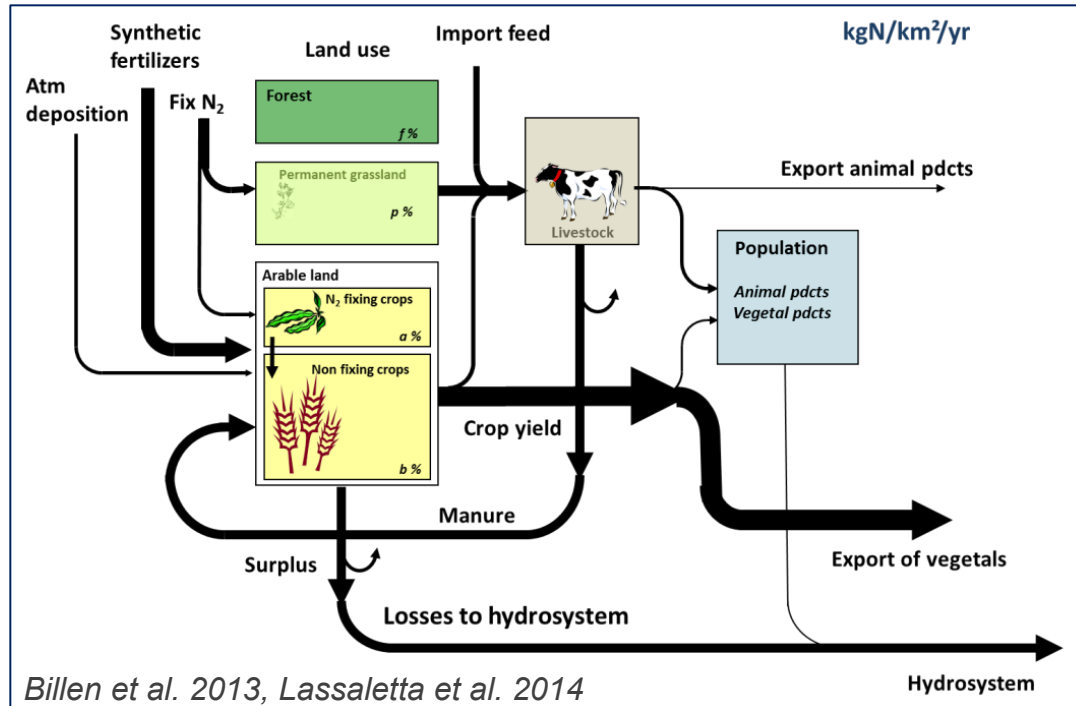 Synthetic
fertilizers
Land use
Import feed
kgN/km²/yr
Atm
deposition
Fix N₂
Forest
f %
Permanent grassland
p %
Livestock
Export animal pdcts
Population
Animal pdcts
Vegetal pdcts
Arable land
N₂ fixing crops
a %
Non fixing crops
b %
Crop yield
Manure
Surplus
Export of vegetals
Losses to hydrosystem
Hydrosystem
Billen et al. 2013, Lassaletta et al. 2014